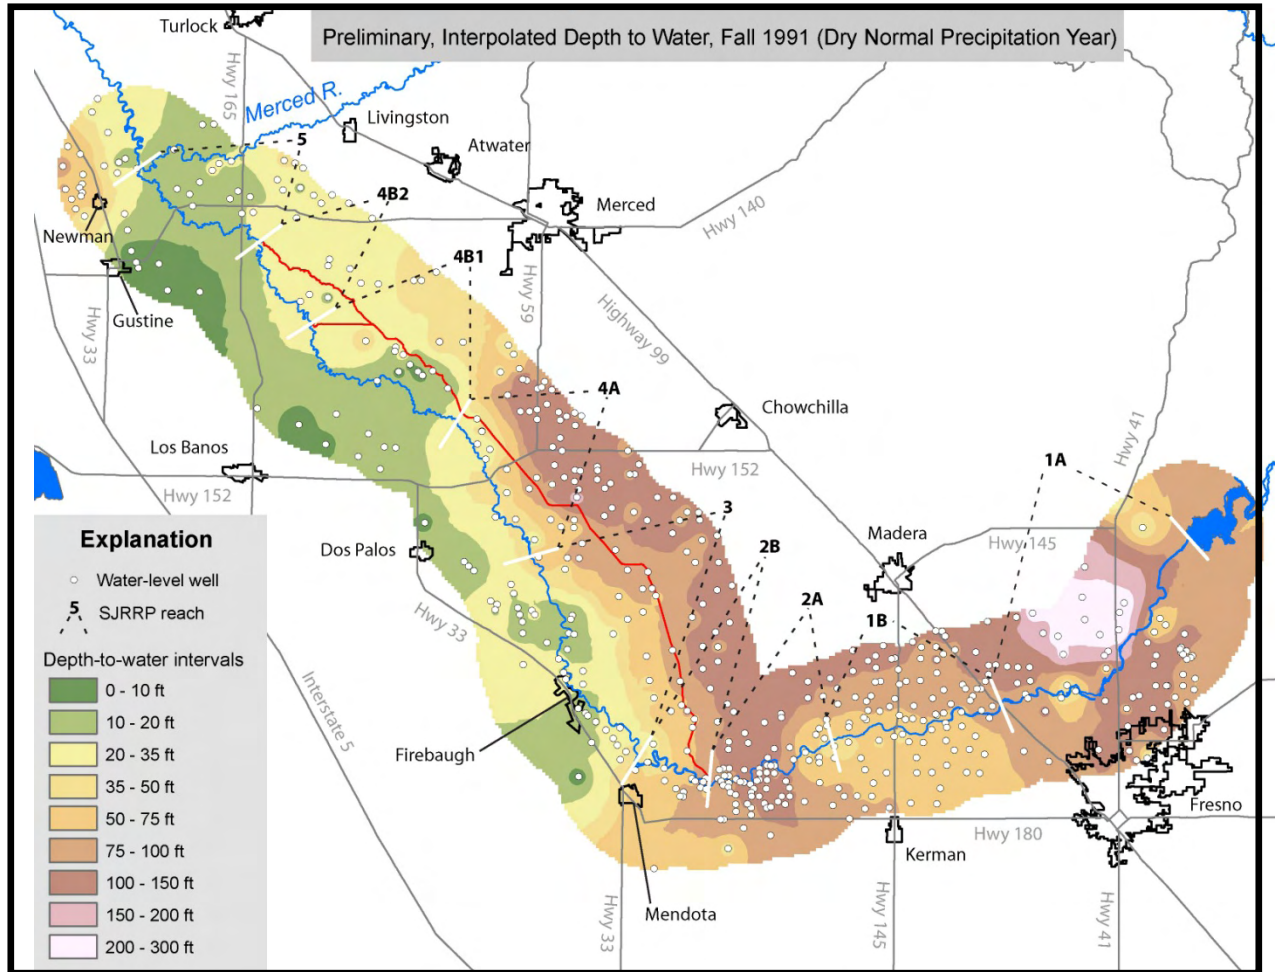 Preliminary, Interpolated Depth to Water, Fall 1991 (Dry Normal Precipitation Year)
Turlock
Hwy 165
Merced R.
Livingston
Atwater
5
4B2
Merced
Hwy 140
Newman
4B1
Hwy 59
Highway 99
Gustine
Hwy 33
4A
Chowchilla
Hwy 41
Los Banos
Hwy 152
Hwy 152
1A
3
Madera
Hwy 145
Dos Palos
2B
2A
1B
Hwy 33
Interstate 5
Firebaugh
Fresno
Hwy 180
Kerman
Mendota
Hwy 33
Hwy 145
Hwy 41
Explanation
Water-level well
5
SJRRP reach
Depth-to-water intervals
0 - 10 ft
10 - 20 ft
20 - 35 ft
35 - 50 ft
50 - 75 ft
75 - 100 ft
100 - 150 ft
150 - 200 ft
200 - 300 ft